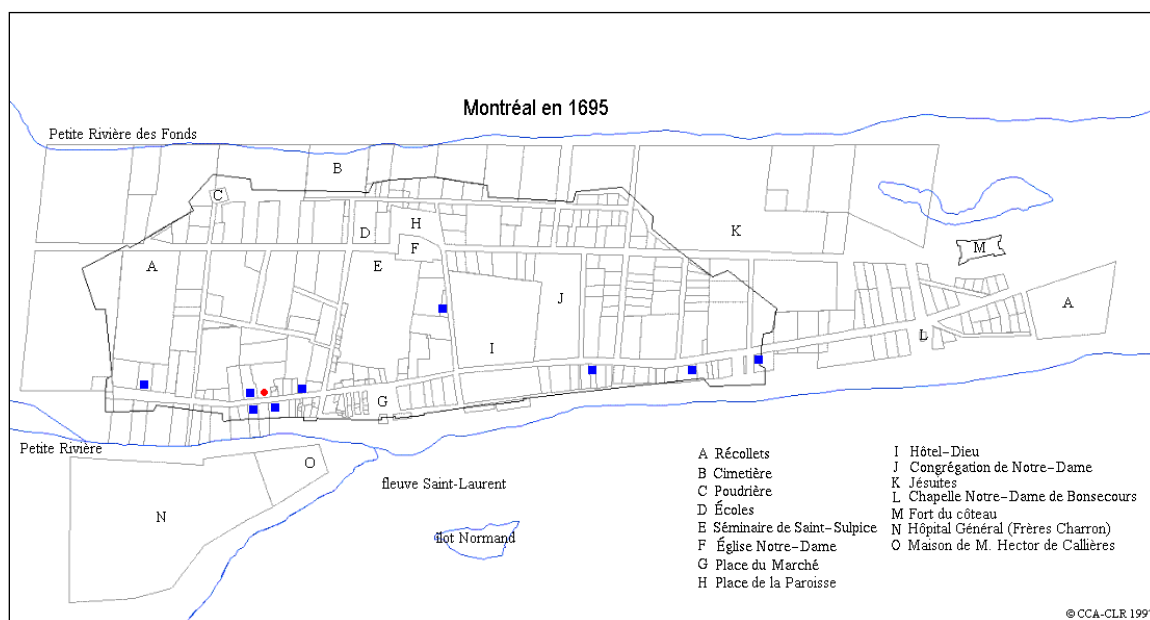 Montréal en 1695
Petite Rivière des Fonds
B
C
H
D
K
F
M
A
E
A
J
L
I
G
Petite Rivière
O
fleuve Saint-Laurent
N
îlot Normand
A Récollets
B Cimetière
C Poudrière
D Écoles
E Séminaire de Saint-Sulpice
F Église Notre-Dame
G Place du Marché
H Place de la Paroisse
I Hôtel-Dieu
J Congrégation de Notre-Dame
K Jésuites
L Chapelle Notre-Dame de Bonsecours
M Fort du côteau
N Hôpital Général (Frères Charron)
O Maison de M. Hector de Callières
© CCA-CLR 1997